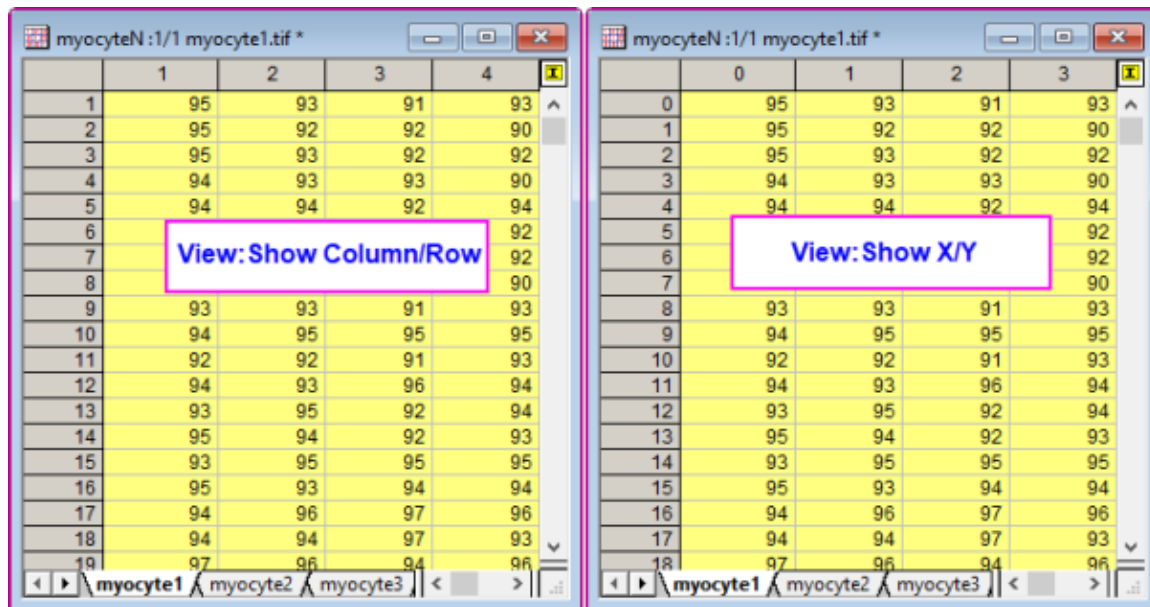 myocyteN :1/1 myocyte1.tif *
1 2 3 4
1 95 93 91 93
2 95 92 92 90
3 95 93 92 92
4 94 93 93 90
5 94 94 92 94
6 92
7 92
8 90
View: Show Column/Row
9 93 93 91 93
10 94 95 95 95
11 92 92 91 93
12 94 93 96 94
13 93 95 92 94
14 95 94 92 93
15 93 95 95 95
16 95 93 94 94
17 94 96 97 96
18 94 94 97 93
19 97 96 94 96
myocyte1 myocyte2 myocyte3
myocyteN :1/1 myocyte1.tif *
0 1 2 3
0 95 93 91 93
1 95 92 92 90
2 95 93 92 92
3 94 93 93 90
4 94 94 92 94
5 92
6 92
7 90
View: Show X/Y
8 93 93 91 93
9 94 95 95 95
10 92 92 91 93
11 94 93 96 94
12 93 95 92 94
13 95 94 92 93
14 93 95 95 95
15 95 93 94 94
16 94 96 97 96
17 94 94 97 93
18 97 96 94 96
myocyte1 myocyte2 myocyte3